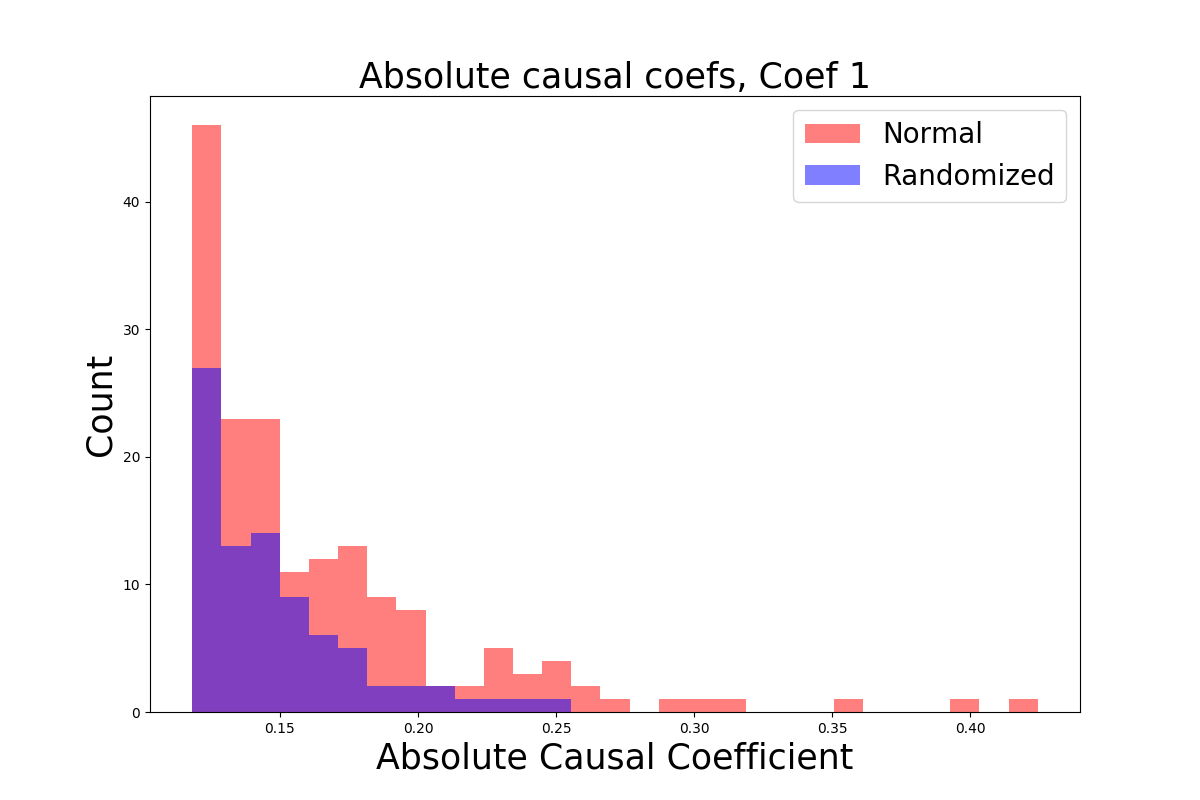 Absolute causal coefs, Coef 1
Normal
Randomized
40
30
20
10
0
Count
0.15 0.20 0.25 0.30 0.35 0.40
Absolute Causal Coefficient